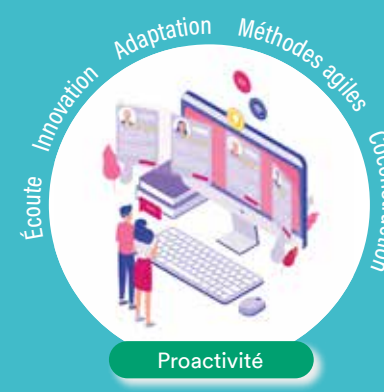 Écoute
Innovation
Adaptation
Méthodes agiles
Proactivité